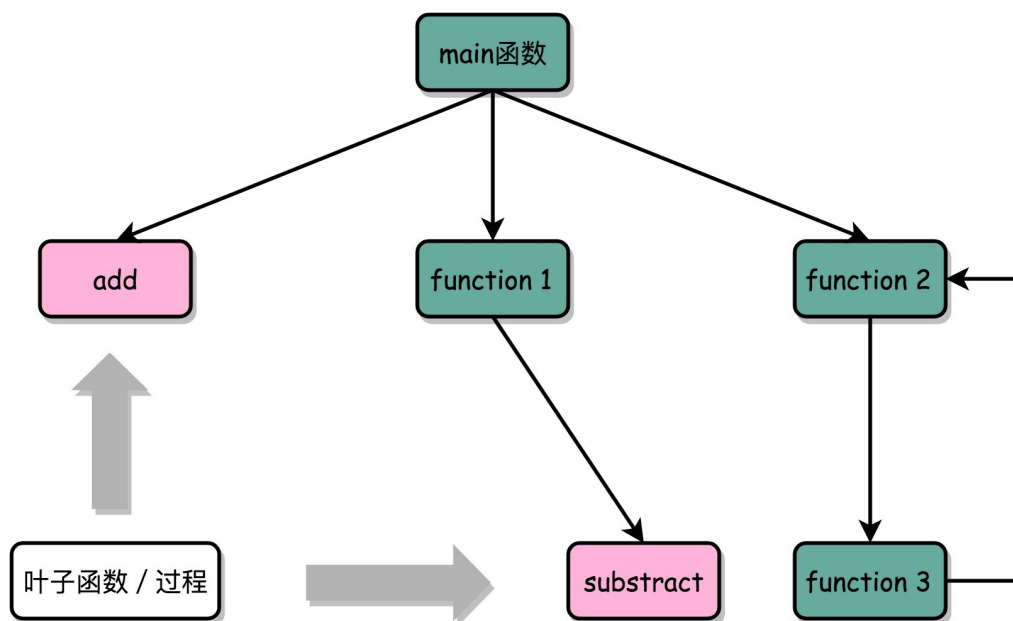 main函数
add
function 1
function 2
叶子函数 / 过程
substract
function 3